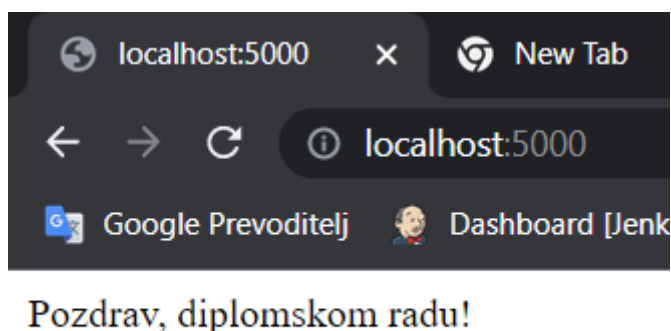 localhost:5000 New Tab
localhost:5000
Google Prevoditelj Dashboard [Jenk
Pozdrav, diplomskom radu!